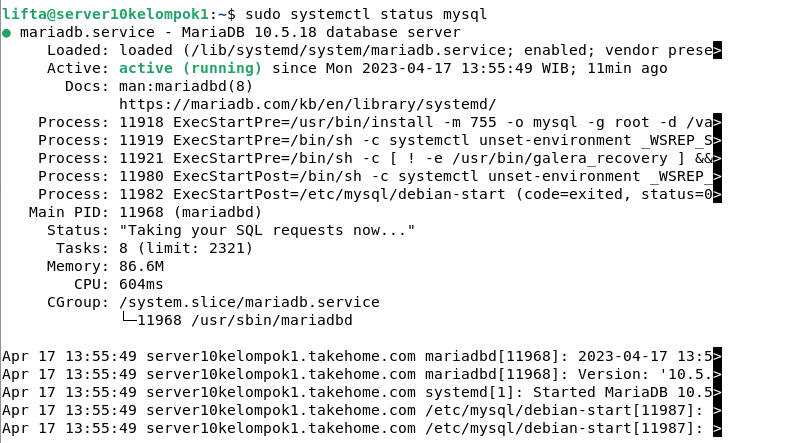 lifta@server10kelompok1:~$ sudo systemctl status mysql
● mariadb.service - MariaDB 10.5.18 database server
     Loaded: loaded (/lib/systemd/system/mariadb.service; enabled; vendor prese>
     Active: active (running) since Mon 2023-04-17 13:55:49 WIB; 11min ago
       Docs: man:mariadbd(8)
             https://mariadb.com/kb/en/library/systemd/
    Process: 11918 ExecStartPre=/usr/bin/install -m 755 -o mysql -g root -d /va>
    Process: 11919 ExecStartPre=/bin/sh -c systemctl unset-environment _WSREP_S>
    Process: 11921 ExecStartPre=/bin/sh -c [ ! -e /usr/bin/galera_recovery ] &&>
    Process: 11980 ExecStartPost=/bin/sh -c systemctl unset-environment _WSREP_>
    Process: 11982 ExecStartPost=/etc/mysql/debian-start (code=exited, status=0>
   Main PID: 11968 (mariadbd)
     Status: "Taking your SQL requests now..."
      Tasks: 8 (limit: 2321)
     Memory: 86.6M
        CPU: 604ms
     CGroup: /system.slice/mariadb.service
             └─11968 /usr/sbin/mariadbd

Apr 17 13:55:49 server10kelompok1.takehome.com mariadbd[11968]: 2023-04-17 13:5>
Apr 17 13:55:49 server10kelompok1.takehome.com mariadbd[11968]: Version: '10.5.>
Apr 17 13:55:49 server10kelompok1.takehome.com systemd[1]: Started MariaDB 10.5>
Apr 17 13:55:49 server10kelompok1.takehome.com /etc/mysql/debian-start[11987]: >
Apr 17 13:55:49 server10kelompok1.takehome.com /etc/mysql/debian-start[11987]: >